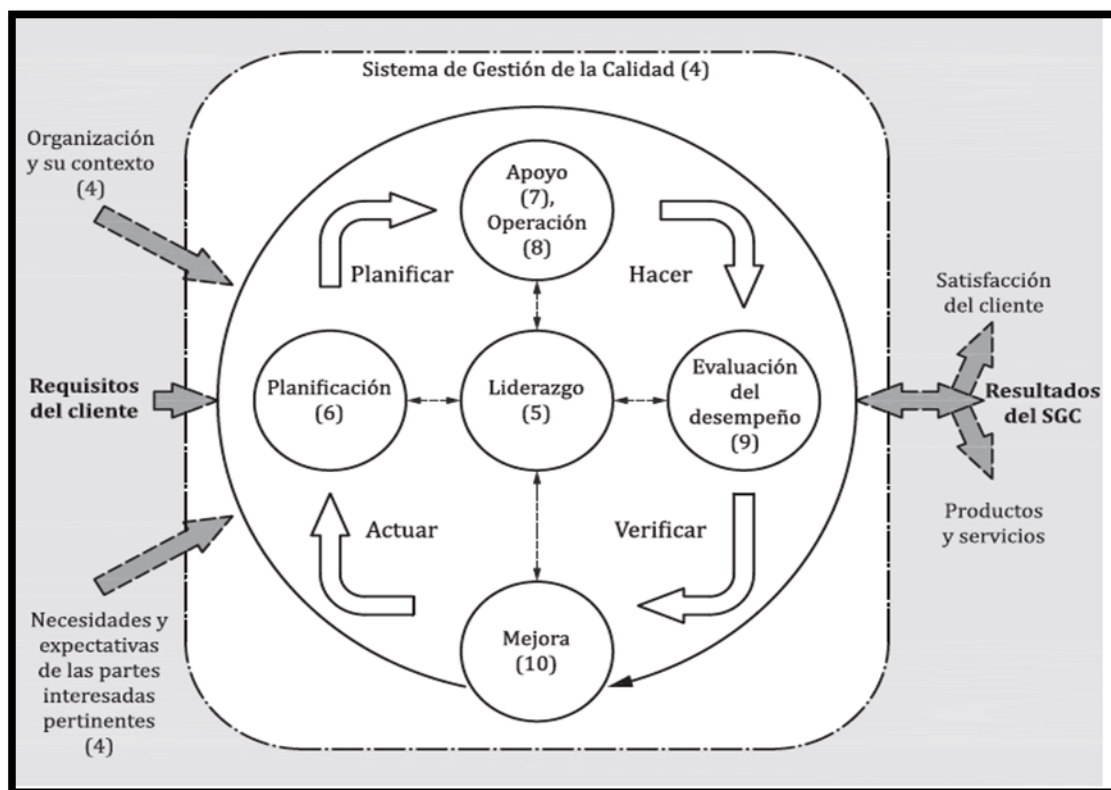 Sistema de Gestión de la Calidad (4)
Organización
y su contexto
(4)
Apoyo
(7),
Operación
(8)
Planificar
Hacer
Satisfacción
del cliente
Requisitos
del cliente
Planificación
(6)
Liderazgo
(5)
Evaluación
del
desempeño
(9)
Resultados
del SGC
Actuar
Verificar
Productos
y servicios
Necesidades y
expectativas
de las partes
interesadas
pertinentes
(4)
Mejora
(10)